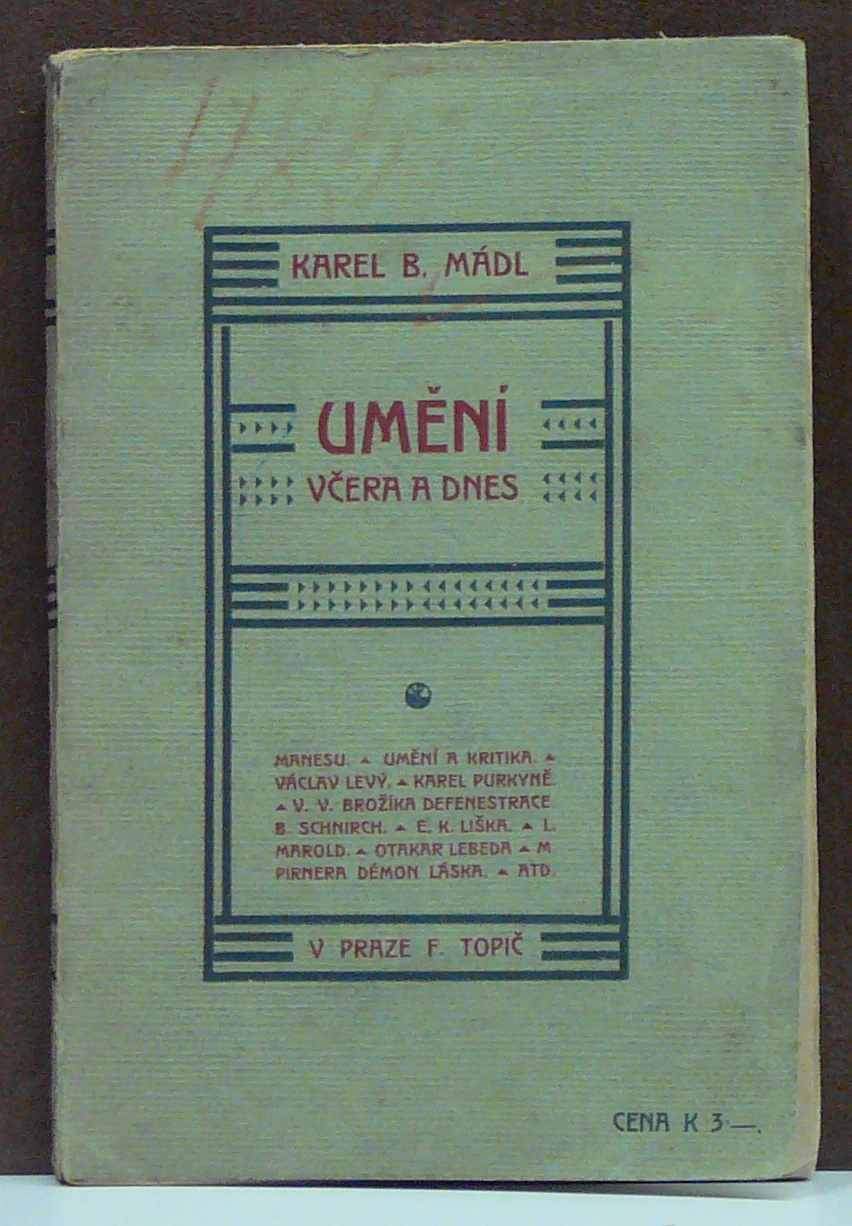 KAREL B. MÁDL
UMĚNÍ
VČERA A DNES
MANESU. ▲ UMĚNÍ A KRITIKA. ▲
VÁCLAV LEVÝ. ▲ KAREL PURKYNĚ.
▲ V. V. BROŽÍKA DEFENESTRACE
B. SCHNIRCH. ▲ E. K. LIŠKA. ▲ L.
MAROLD. ▲ OTAKAR LEBEDA ▲ M
PIRNERA DÉMON LÁSKA. ▲ ATD.
V PRAZE F. TOPIČ
CENA K 3·—.